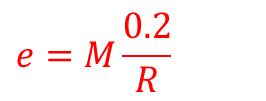 e = M 0.2/R